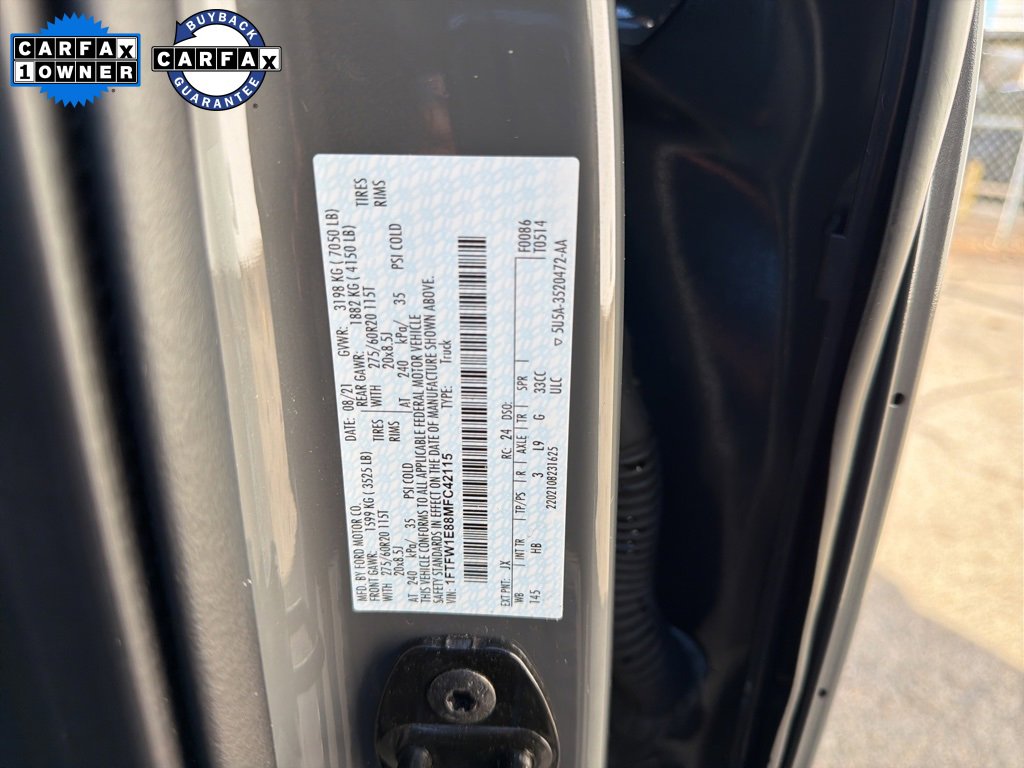 CARFAX
1 OWNER
BUYBACK
CARFAX
GUARANTEE
MFD. BY FORD MOTOR CO.
DATE: 08/21 GVWR: 3198 KG ( 7050 LB)
FRONT GAWR: 1599 KG ( 3525 LB) REAR GAWR: 1882 KG ( 4150 LB)
WITH 275/60R20 115T TIRES WITH 275/60R20 115T TIRES
20x8.5J RIMS 20x8.5J RIMS
AT 240 kPa/ 35 PSI COLD AT 240 kPa/ 35 PSI COLD
THIS VEHICLE CONFORMS TO ALL APPLICABLE FEDERAL MOTOR VEHICLE
SAFETY STANDARDS IN EFFECT ON THE DATE OF MANUFACTURE SHOWN ABOVE.
VIN: 1FTFW1E88MFC42115 TYPE: Truck
F0086
T0514
EXT PNT: JX RC: 24 DSO:
WB INT TR TP/PS R AXLE TR SPR
145 HB 3 L9 G 33CC
ULC
2202108231625
▽ 5U5A-3520472-AA